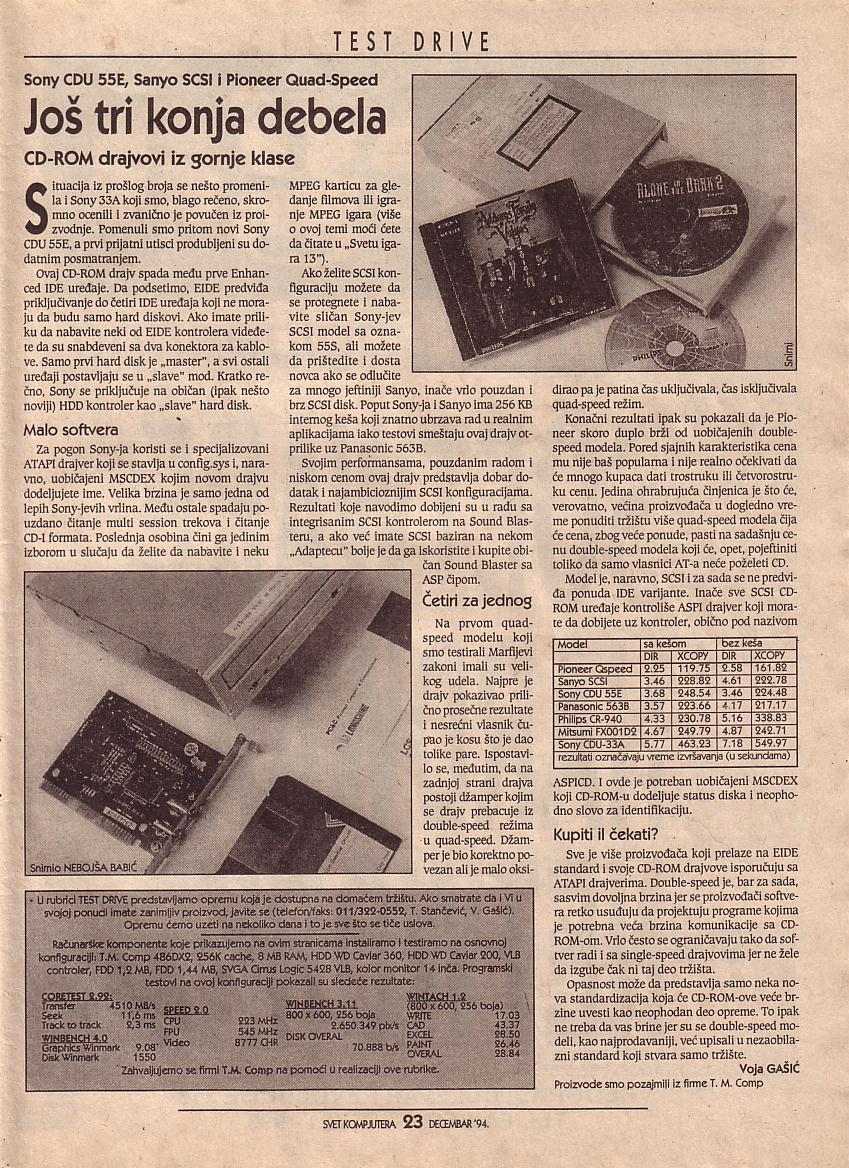 TEST DRIVE
Sony CDU 55E, Sanyo SCSI i Pioneer Quad-Speed
Još tri konja debela
CD-ROM drajvovi iz gornje klase
Situacija iz prošlog broja se nešto promeni-
la i Sony 33A koji smo, blago rečeno, skro-
mno ocenili i zvanično je povučen iz proi-
zvodnje. Pomenuli smo pritom novi Sony
CDU 55E, a prvi prijatni utisci produbljeni su do-
datnim posmatranjem.
Ovaj CD-ROM drajv spada među prve Enhan-
ced IDE uređaje. Da podsetimo, EIDE predviđa
priključivanje do četiri IDE uređaja koji ne mora-
ju da budu samo hard diskovi. Ako imate prili-
ku da nabavite neki od EIDE kontrolera videće-
te da su snabdeveni sa dva konektora za kablo-
ve. Samo prvi hard disk je „master”, a svi ostali
uređaji postavljaju se u „slave” mod. Kratko re-
čno, Sony se priključuje na običan (ipak nešto
noviji) HDD kontroler kao „slave” hard disk.
Malo softvera
Za pogon Sony-ja koristi se i specijalizovani
ATAPI drajver koji se stavlja u config.sys i, nara-
vno, uobičajeni MSCDEX kojim novom drajvu
dodeljujete ime. Velika brzina je samo jedna od
lepih Sony-jevih vrlina. Među ostale spadaju po-
uzdano čitanje multi session trekova i čitanje
CD-I formata. Poslednja osobina čini ga jedinim
izborom u slučaju da želite da nabavite i neku
MPEG karticu za gle-
danje filmova ili igra-
nje MPEG igara (više
o ovoj temi moći ćete
da čitate u „Svetu iga-
ra 13”).
Ako želite SCSI kon-
figuraciju možete da
se protegnete i naba-
vite sličan Sony-jev
SCSI model sa ozna-
kom 55S, ali možete
da prištedite i dosta
novca ako se odlučite
za mnogo jeftiniji Sanyo, inače vrlo pouzdan i
brz SCSI disk. Poput Sony-ja i Sanyo ima 256 KB
internog keša koji znatno ubrzava rad u realnim
aplikacijama iako testovi smeštaju ovaj drajv ot-
prilike uz Panasonic 563B.
Svojim performansama, pouzdanim radom i
niskom cenom ovaj drajv predstavlja dobar do-
datak i najambicioznijim SCSI konfiguracijama.
Rezultati koje navodimo dobijeni su u radu sa
integrisanim SCSI kontrolerom na Sound Blas-
teru, a ako već imate SCSI baziran na nekom
„Adaptecu” bolje je da ga iskoristite i kupite obi-
čan Sound Blaster sa
ASP čipom.
Četiri za jednog
Na prvom quad-
speed modelu koji
smo testirali Marfijevi
zakoni imali su veli-
kog udela. Najpre je
drajv pokazivao prili-
čno prosečne rezultate
i nesrećni vlasnik ču-
pao je kosu što je dao
tolike pare. Ispostavi-
lo se, međutim, da na
zadnjoj strani drajva
postoji džamper kojim
se drajv prebacuje iz
double-speed režima
u quad-speed. Džam-
per je bio korektno po-
vezan ali je malo oksi-
ALONE IN THE DARK 2
Addams Family Values
PHILIPS
PHILIPS
Snimi
LONGSHINE
Snimio NEBOJŠA BABIĆ
dirao pa je patina čas uključivala, čas isključivala
quad-speed režim.
Konačni rezultati ipak su pokazali da je Pio-
neer skoro duplo brži od uobičajenih double-
speed modela. Pored sjajnih karakteristika cena
mu nije baš popularna i nije realno očekivati da
će mnogo kupaca dati trostruku ili četvorostru-
ku cenu. Jedina ohrabrujuća činjenica je što će,
verovatno, većina proizvođača u dogledno vre-
me ponuditi tržištu više quad-speed modela čija
će cena, zbog veće ponude, pasti na sadašnju ce-
nu double-speed modela koji će, opet, pojeftiniti
toliko da samo vlasnici AT-a neće poželeti CD.
Model je, naravno, SCSI i za sada se ne predvi-
đa ponuda IDE varijante. Inače sve SCSI CD-
ROM uređaje kontroliše ASPI drajver koji mora-
te da dobijete uz kontroler, obično pod nazivom
Model sa kešom bez keša
DIR XCOPY DIR XCOPY
Pioneer Qspeed 2.25 119.75 2.58 161.82
Sanyo SCSI 3.46 228.82 4.61 222.78
Sony CDU 55E 3.68 248.54 3.46 224.48
Panasonic 563B 3.57 223.66 4.17 217.17
Philips CR-940 4.33 230.78 5.16 338.83
Mitsumi FX001D2 4.67 249.79 4.87 242.71
Sony CDU-33A 5.77 463.23 7.18 549.97
rezultati označavaju vreme izvršavanja (u sekundama)
ASPICD. I ovde je potreban uobičajeni MSCDEX
koji CD-ROM-u dodeljuje status diska i neopho-
dno slovo za identifikaciju.
Kupiti il čekati?
Sve je više proizvođača koji prelaze na EIDE
standard i svoje CD-ROM drajvove isporučuju sa
ATAPI drajverima. Double-speed je, bar za sada,
sasvim dovoljna brzina jer se proizvođači softve-
ra retko usuđuju da projektuju programe kojima
je potrebna veća brzina komunikacije sa CD-
ROM-om. Vrlo često se ograničavaju tako da sof-
tver radi i sa single-speed drajvovima jer ne žele
da izgube čak ni taj deo tržišta.
Opasnost može da predstavlja samo neka no-
va standardizacija koja će CD-ROM-ove veće br-
zine uvesti kao neophodan deo opreme. To ipak
ne treba da vas brine jer su se double-speed mo-
deli, kao najprodavaniji, već upisali u nezaobila-
zni standard koji stvara samo tržište.
Voja GAŠIĆ
Proizvode smo pozajmili iz firme T. M. Comp
• U rubrici TEST DRIVE predstavljamo opremu koja je dostupna na domaćem tržištu. Ako smatrate da i Vi u
svojoj ponudi imate zanimljiv proizvod, javite se (telefon/faks: 011/322-0552, T. Stančević, V. Gašić).
Opremu ćemo uzeti na nekoliko dana i to je sve što se tiče uslova.
Računarske komponente koje prikazujemo na ovim stranicama instaliramo i testiramo na osnovnoj
konfiguraciji: T.M. Comp 486DX2, 256K cache, 8 MB RAM, HDD WD Caviar 360, HDD WD Caviar 200, VLB
controler, FDD 1,2 MB, FDD 1,44 MB, SVGA Cirrus Logic 5428 VLB, kolor monitor 14 inča. Programski
testovi na ovoj konfiguraciji pokazali su sledeće rezultate:
CORETEST 2.92:
Transfer 4510 MB/s
Seek 11,6 ms
Track to track 2,3 ms
WINBENCH 4.0
Graphics Winmark 9.08
Disk Winmark 1550
SPEED 2.0
CPU 223 MHz
FPU 545 MHz
Video 8777 CHR
WINBENCH 3.11
800 x 600, 256 boja
2.650.349 pix/s
DISK OVERAL
70.888 b/s
WINTACH 1.2
(800 x 600, 256 boja)
WRITE 17.03
CAD 43.37
EXCEL 28.50
PAINT 26.46
OVERAL 28.84
Zahvaljujemo se firmi T.M. Comp na pomoći u realizaciji ove rubrike.
SVET KOMPJUTERA 23 DECEMBAR '94.